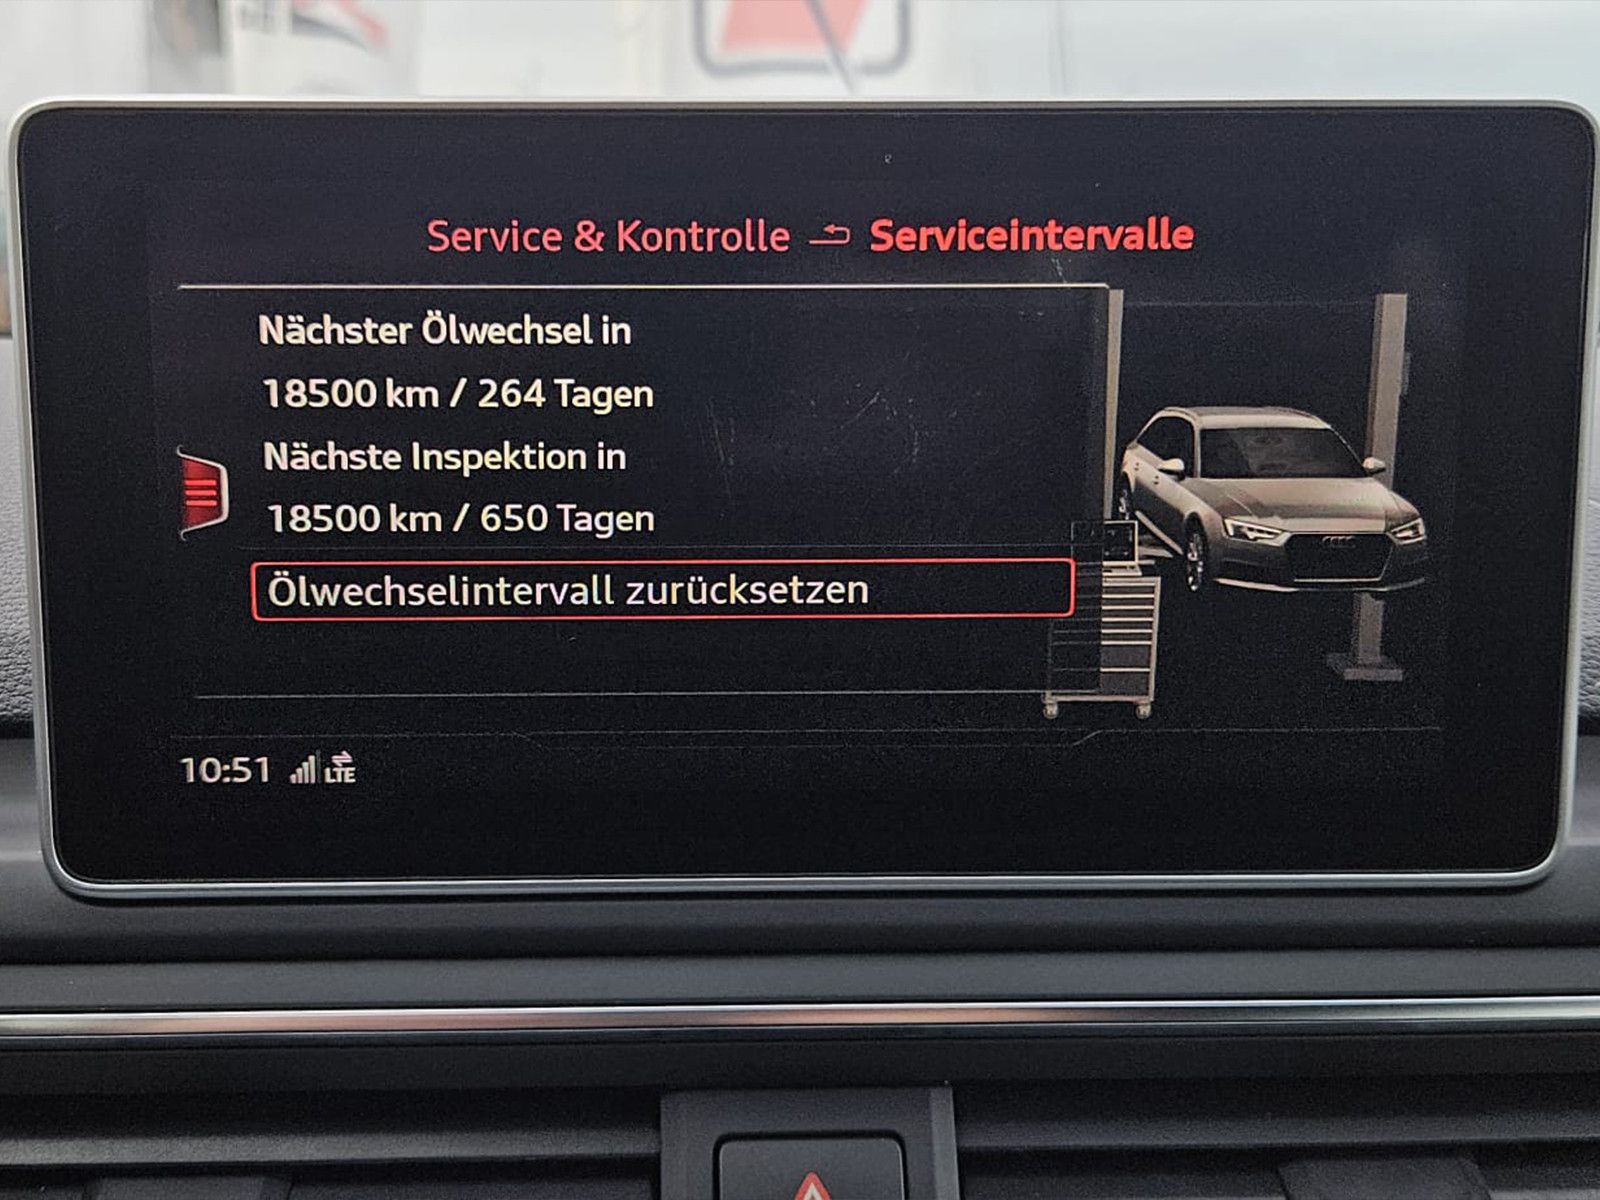 Service & Kontrolle Serviceintervalle
Nächster Ölwechsel in
18500 km / 264 Tagen
Nächste Inspektion in
18500 km / 650 Tagen
Ölwechselintervall zurücksetzen
10:51 LTE